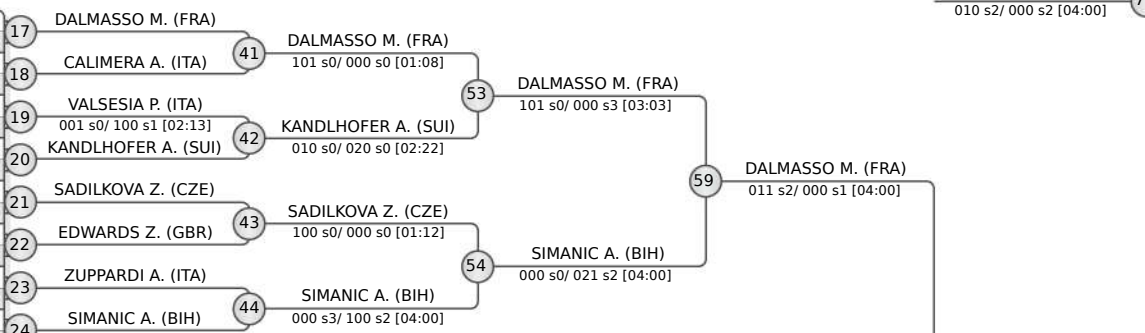 010 s2/ 000 s2 [04:00]
17
DALMASSO M. (FRA)
18
CALIMERA A. (ITA)
41
DALMASSO M. (FRA)
101 s0/ 000 s0 [01:08]
19
VALSESIA P. (ITA)
001 s0/ 100 s1 [02:13]
20
KANDLHOFER A. (SUI)
42
KANDLHOFER A. (SUI)
010 s0/ 020 s0 [02:22]
53
DALMASSO M. (FRA)
101 s0/ 000 s3 [03:03]
21
SADILKOVA Z. (CZE)
22
EDWARDS Z. (GBR)
43
SADILKOVA Z. (CZE)
100 s0/ 000 s0 [01:12]
23
ZUPPARDI A. (ITA)
24
SIMANIC A. (BIH)
44
SIMANIC A. (BIH)
000 s3/ 100 s2 [04:00]
54
SIMANIC A. (BIH)
000 s0/ 021 s2 [04:00]
59
DALMASSO M. (FRA)
011 s2/ 000 s1 [04:00]